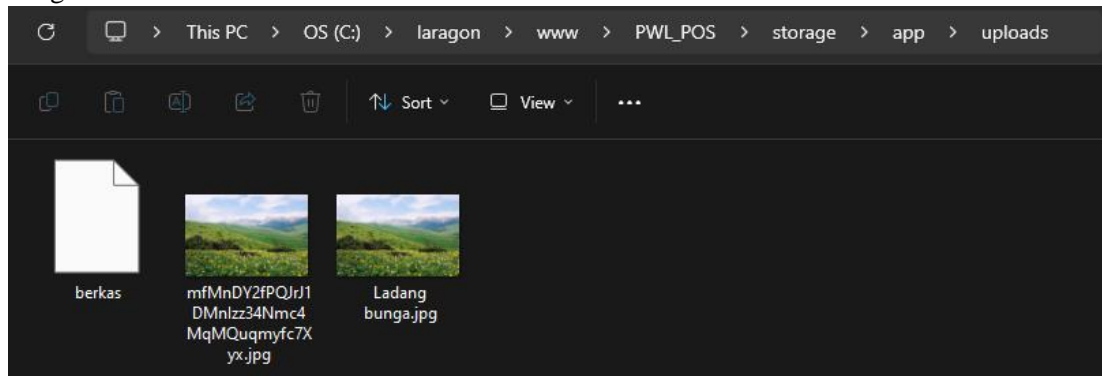 This PC > OS (C:) > laragon > www > PWL_POS > storage > app > uploads
Sort View
berkas
mfMnDY2fPQJrJ1
DMnIzz34Nmc4
MqMQuqmyfc7X
yx.jpg
Ladang
bunga.jpg